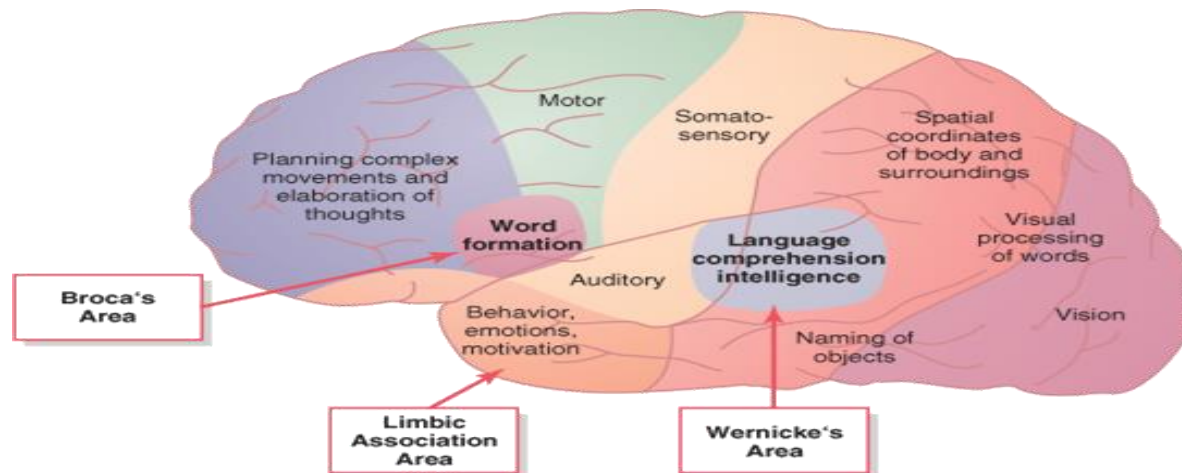 Motor
Somato-
sensory
Spatial
coordinates
of body and
surroundings
Planning complex
movements and
elaboration of
thoughts
Word
formation
Language
comprehension
intelligence
Visual
processing
of words
Auditory
Broca‘s
Area
Behavior,
emotions,
motivation
Vision
Naming of
objects
Limbic
Association
Area
Wernicke‘s
Area